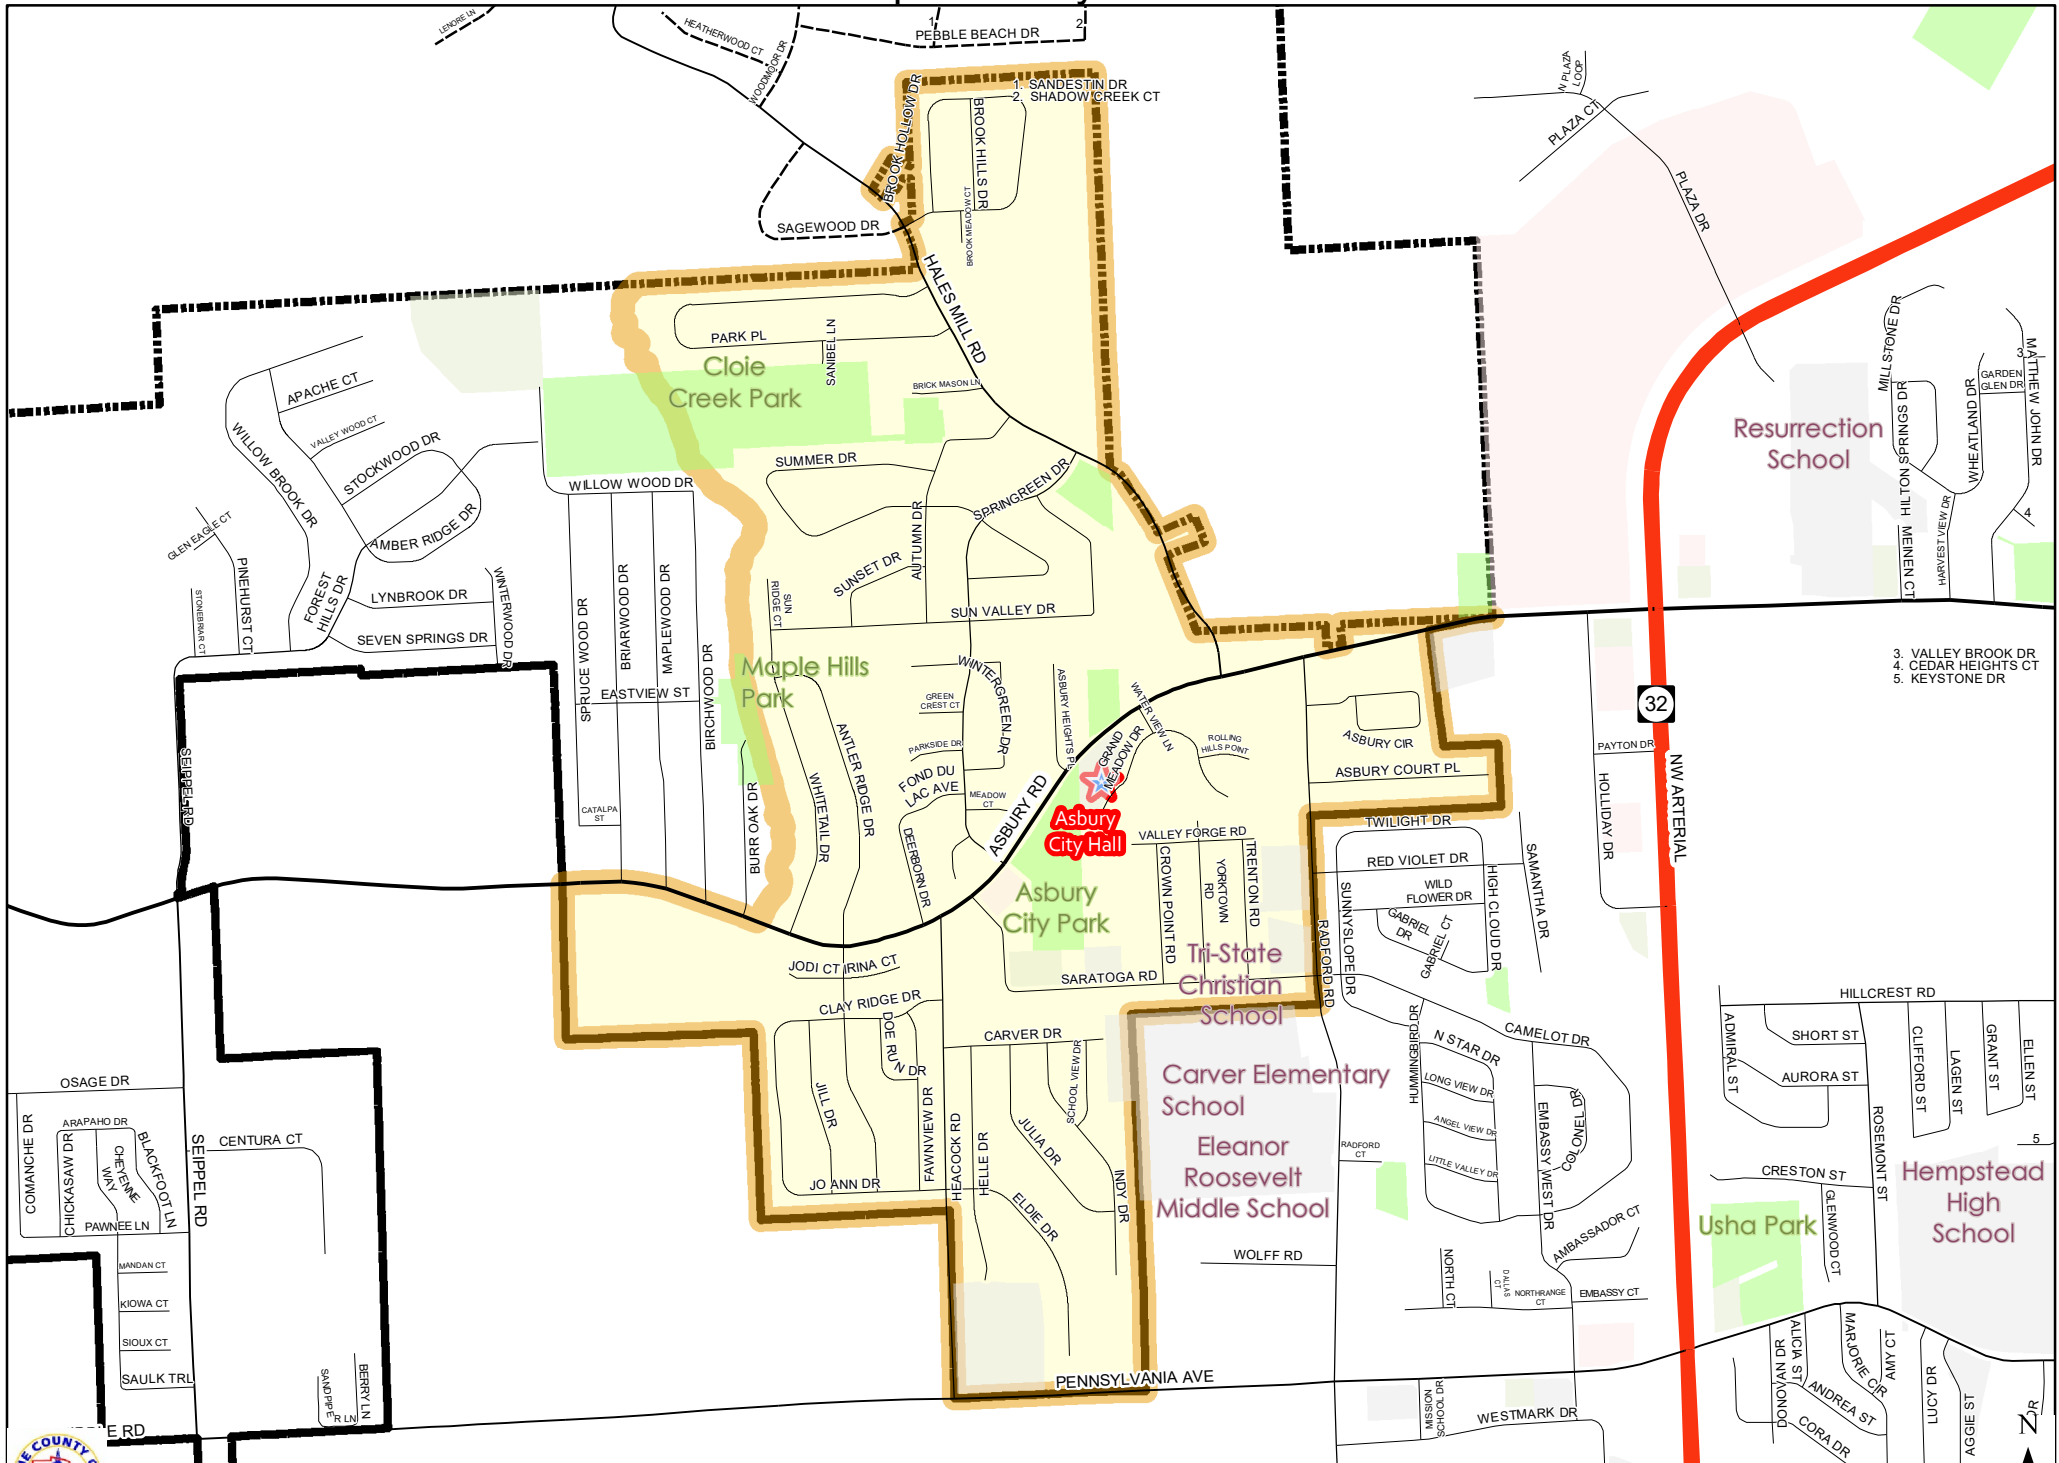 LENORE LN
HEATHERWOOD CT
WOODMOOR DR
1
2
PEBBLE BEACH DR
1. SANDESTIN DR
2. SHADOW CREEK CT
BROOK HOLLOW DR
BROOK HILLS DR
BROOK MEADOW CT
SAGEWOOD DR
HALES MILL RD
N PLAZA
LOOP
PLAZA CT
PLAZA DR
PARK PL
SANIBEL LN
Cloie
Creek Park
BRICK MASON LN
APACHE CT
VALLEY WOOD CT
STOCKWOOD DR
WILLOW BROOK DR
AMBER RIDGE DR
GLEN EAGLE CT
PINEHURST CT
STONEBRIAR CT
FOREST
HILLS DR
LYNBROOK DR
SEVEN SPRINGS DR
WINTERWOOD DR
WILLOW WOOD DR
SPRUCE WOOD DR
BRIARWOOD DR
MAPLEWOOD DR
BIRCHWOOD DR
EASTVIEW ST
CATALPA
ST
BURR OAK DR
SUMMER DR
SPRINGREEN DR
AUTUMN DR
SUNSET DR
SUN
RIDGE CT
SUN VALLEY DR
Maple Hills
Park
WINTERGREEN DR
GREEN
CREST CT
PARKSIDE DR
FOND DU
LAC AVE
MEADOW
CT
ANTLER RIDGE DR
WHITETAIL DR
DEERBORN DR
ASBURY HEIGHTS PL
WATER VIEW LN
GRAND
MEADOW DR
ROLLING
HILLS POINT
ASBURY RD
Asbury
City Hall
ASBURY CIR
ASBURY COURT PL
Asbury
City Park
VALLEY FORGE RD
CROWN POINT RD
YORKTOWN
RD
TRENTON RD
SARATOGA RD
RADFORD RD
Tri-State
Christian
School
TWILIGHT DR
RED VIOLET DR
WILD
FLOWER DR
SUNNYSLOPE DR
GABRIEL
DR
GABRIEL CT
HIGH CLOUD DR
SAMANTHA DR
Resurrection
School
MILLSTONE DR
HILLTON SPRINGS DR
MEINEN CT
WHEATLAND DR
HARVEST VIEW DR
GARDEN
GLEN DR
MATTHEW JOHN DR
3
4
3. VALLEY BROOK DR
4. CEDAR HEIGHTS CT
5. KEYSTONE DR
32
NW ARTERIAL
PAYTON DR
HOLLIDAY DR
SEIPPEL RD
JODI CT
IRINA CT
CLAY RIDGE DR
DOE RUN DR
JILL DR
FAWNVIEW DR
JO ANN DR
HEACOCK RD
CARVER DR
SCHOOL VIEW DR
HELLE DR
JULIA DR
ELDIE DR
INDY DR
Carver Elementary
School
Eleanor
Roosevelt
Middle School
WOLFF RD
PENNSYLVANIA AVE
RADFORD
CT
HUMMINGBIRD DR
N STAR DR
CAMELOT DR
LONG VIEW DR
ANGEL VIEW DR
LITTLE VALLEY DR
EMBASSY WEST DR
COLONEL DR
AMBASSADOR CT
NORTH CT
DALLAS
CT
NORTHRANGE
CT
EMBASSY CT
MISSION
SCHOOL DR
WESTMARK DR
HILLCREST RD
ADMIRAL ST
SHORT ST
AURORA ST
CLIFFORD ST
LAGEN ST
GRANT ST
ELLEN ST
ROSEMONT ST
5
CRESTON ST
GLENWOOD CT
Usha Park
Hempstead
High
School
DONOVAN DR
ALICIA ST
MARJORIE CIR
AMY CT
ANDREA ST
CORA DR
LUCY DR
AGGIE ST
DR
N
OSAGE DR
COMANCHE DR
ARAPAHO DR
CHICKASAW DR
CHEYENNE
WAY
BLACKFOOT LN
PAWNEE LN
SEIPPEL RD
CENTURA CT
MANDAN CT
KIOWA CT
SIOUX CT
SAULK TRL
SANDPIPER LN
BERRY LN
E RD
COUNTY